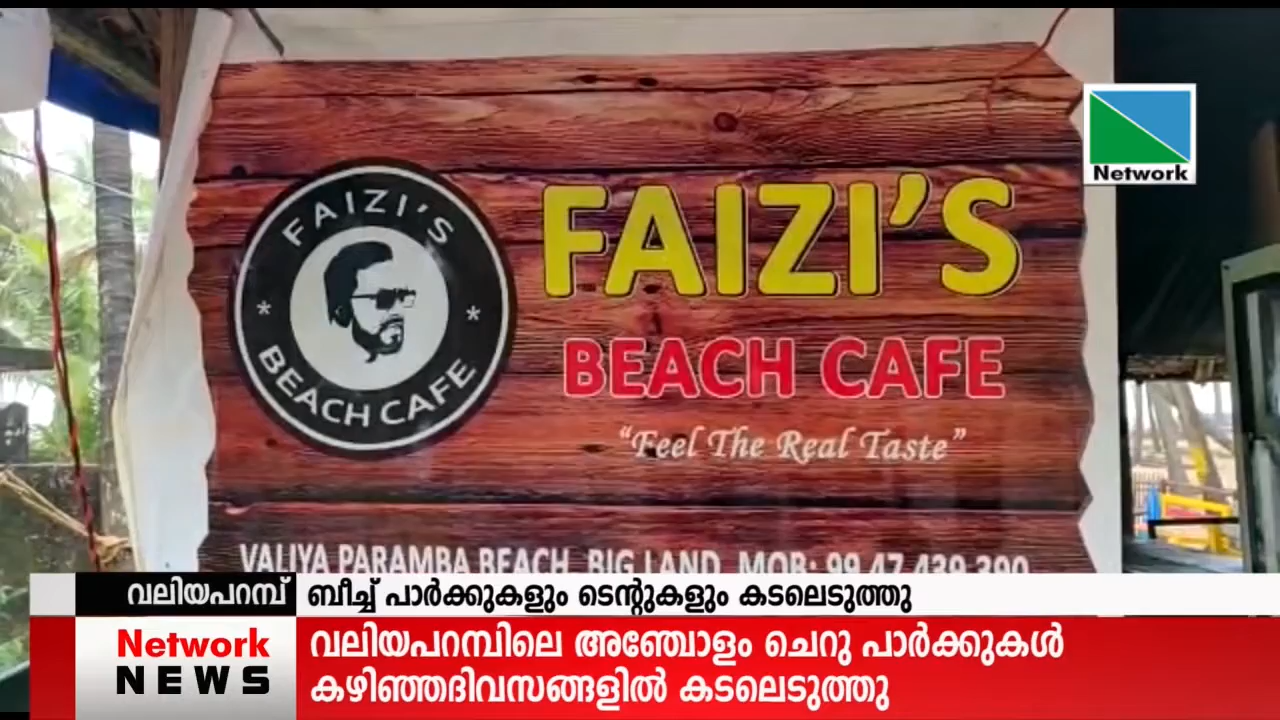 Network
FAIZI'S
BEACH CAFE
FAIZI'S
BEACH CAFE
“Feel The Real Taste”
VALIYA PARAMBA BEACH, BIG LAND, MOB: 99 47 439 390
വലിയപറമ്പ് ബീച്ച് പാർക്കുകളും ടെന്റുകളും കടലെടുത്തു
Network
NEWS
വലിയപറമ്പിലെ അഞ്ചോളം ചെറു പാർക്കുകൾ
കഴിഞ്ഞദിവസങ്ങളിൽ കടലെടുത്തു